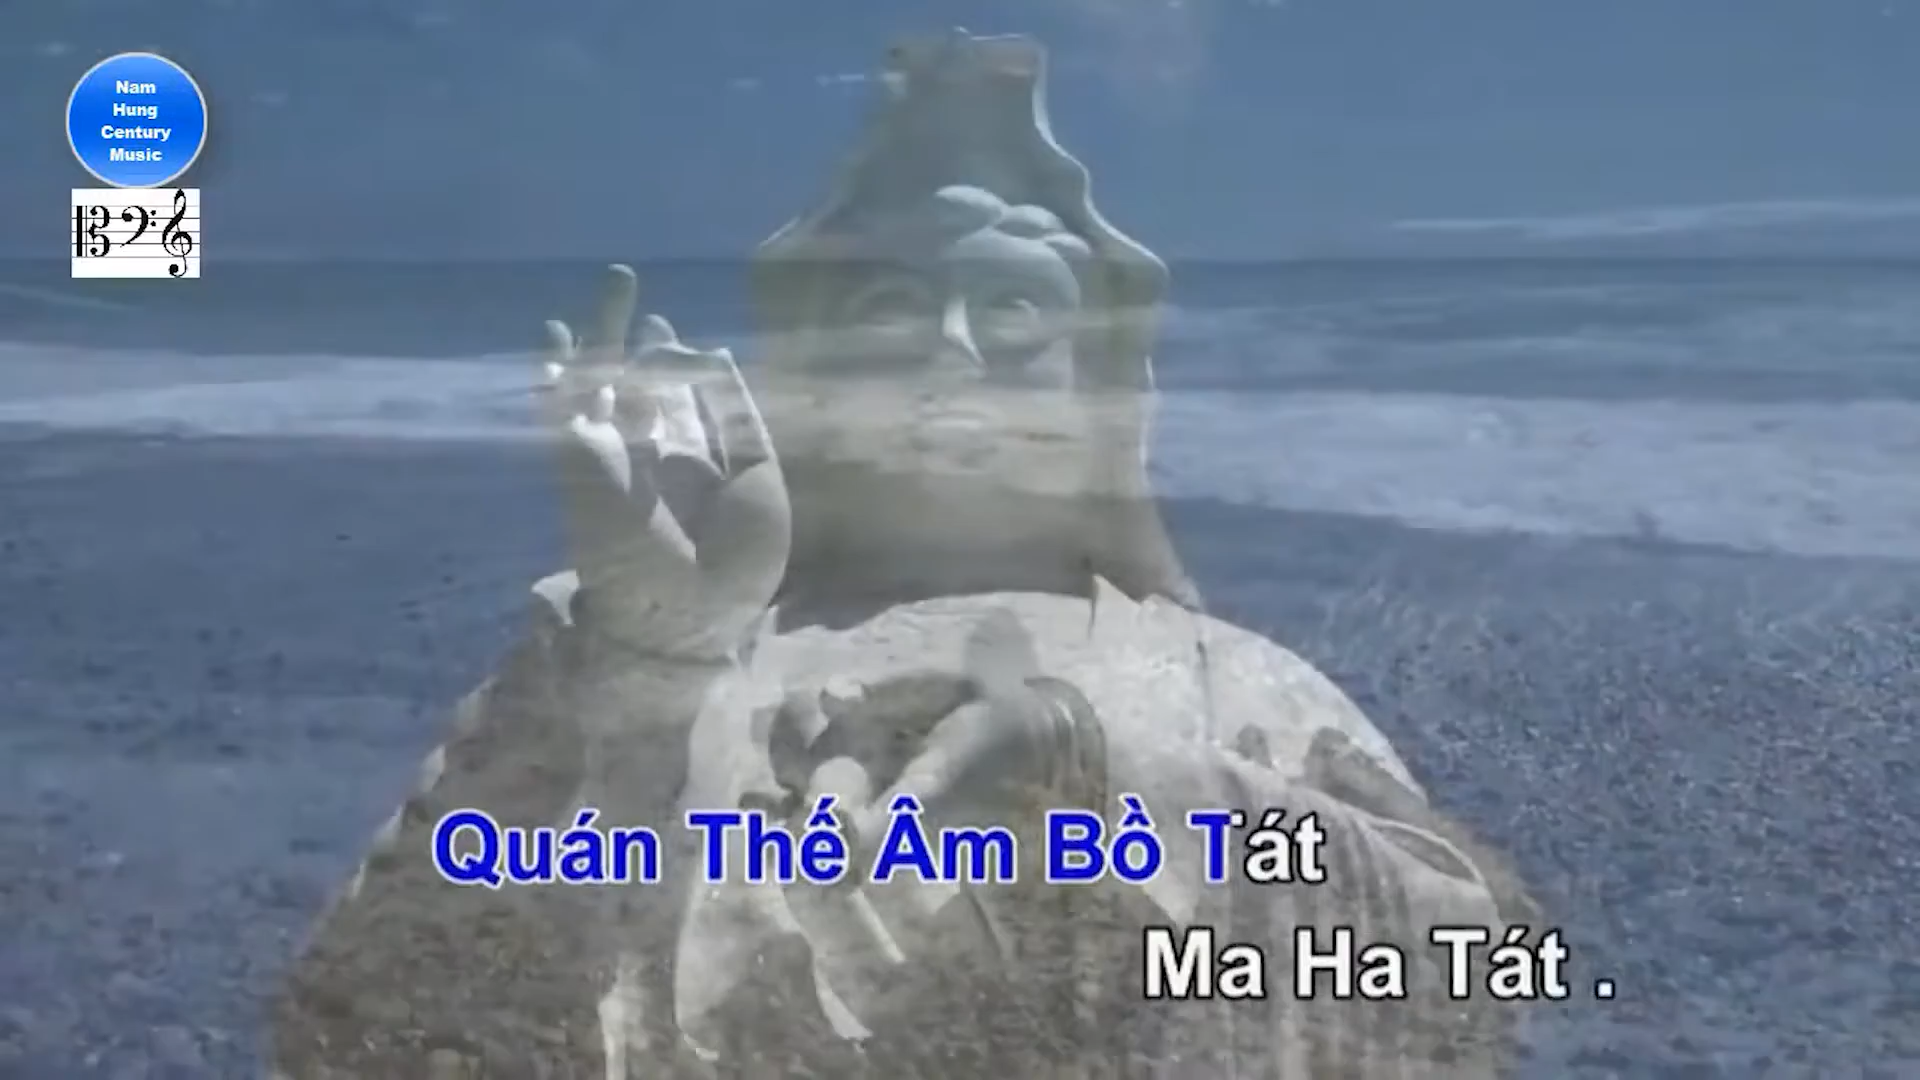 Nam
Hung
Century
Music
Quán Thế Âm Bồ Tát
Ma Ha Tát .